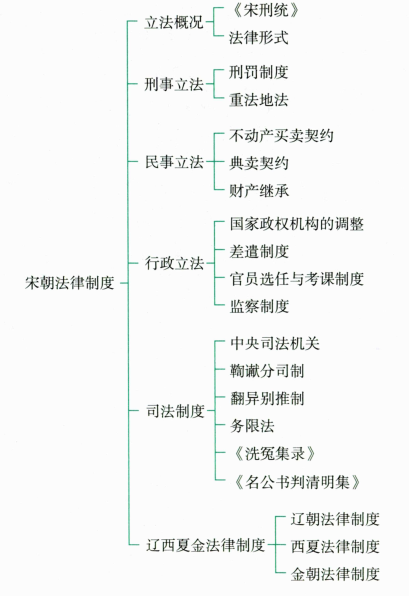 宋朝法律制度
立法概况
《宋刑统》
法律形式
刑事立法
刑罚制度
重法地法
民事立法
不动产买卖契约
典卖契约
财产继承
行政立法
国家政权机构的调整
差遣制度
官员选任与考课制度
监察制度
司法制度
中央司法机关
鞫谳分司制
翻异别推制
务限法
《洗冤集录》
《名公书判清明集》
辽西夏金法律制度
辽朝法律制度
西夏法律制度
金朝法律制度